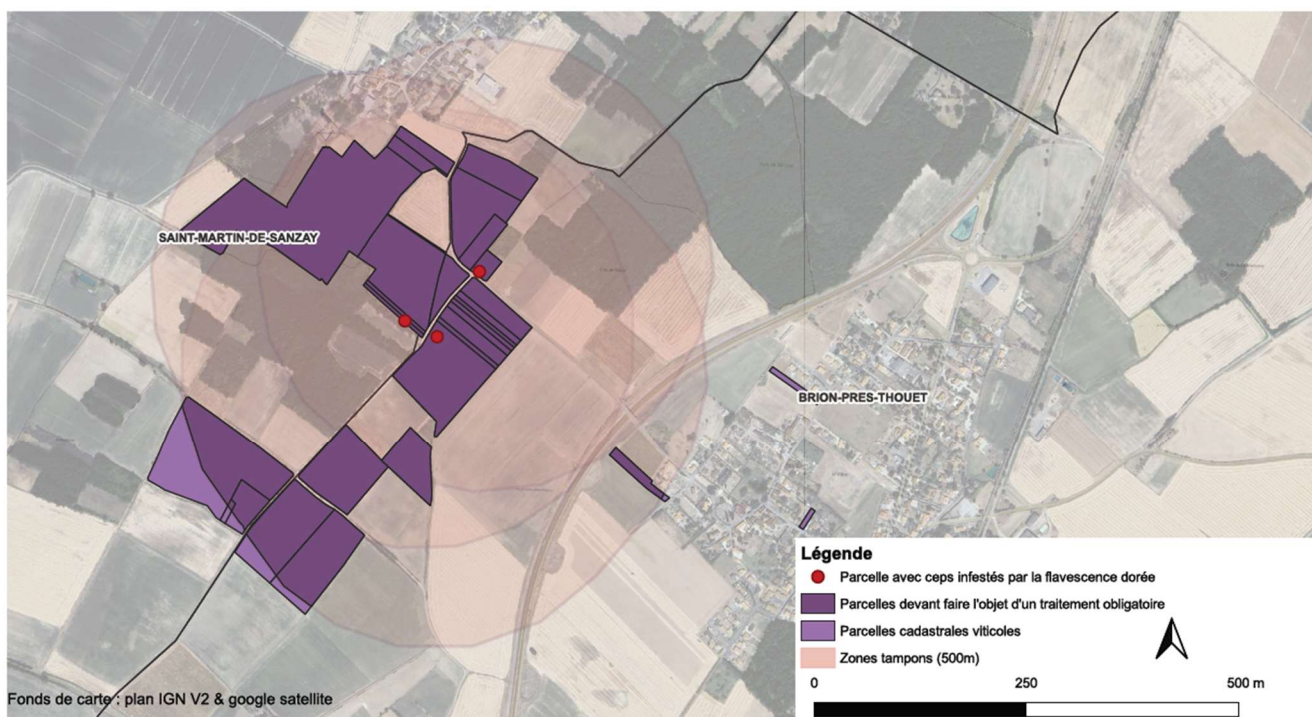 SAINT-MARTIN-DE-SANZAY
BRION-PRES-THOUET
Légende
Parcelle avec ceps infestés par la flavescence dorée
Parcelles devant faire l'objet d'un traitement obligatoire
Parcelles cadastrales viticoles
Zones tampons (500m)
0 250 500 m
Fonds de carte : plan IGN V2 & google satellite